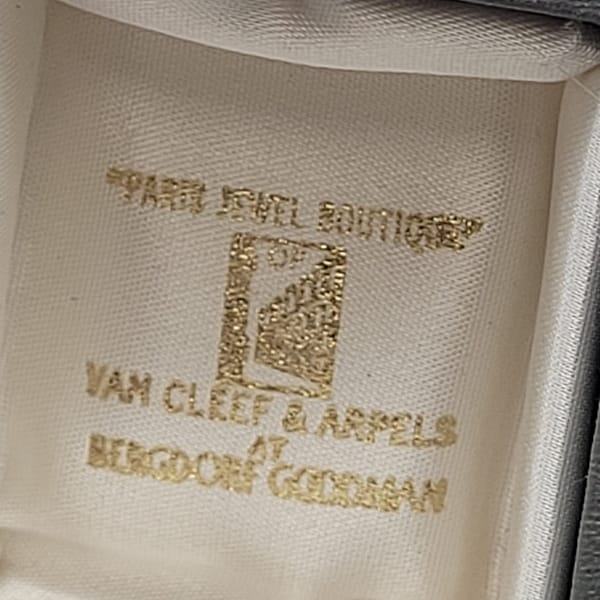 "PARIS JEWEL BOUTIQUE"
OF
VAN CLEEF & ARPELS
AT
BERGDORF GOODMAN